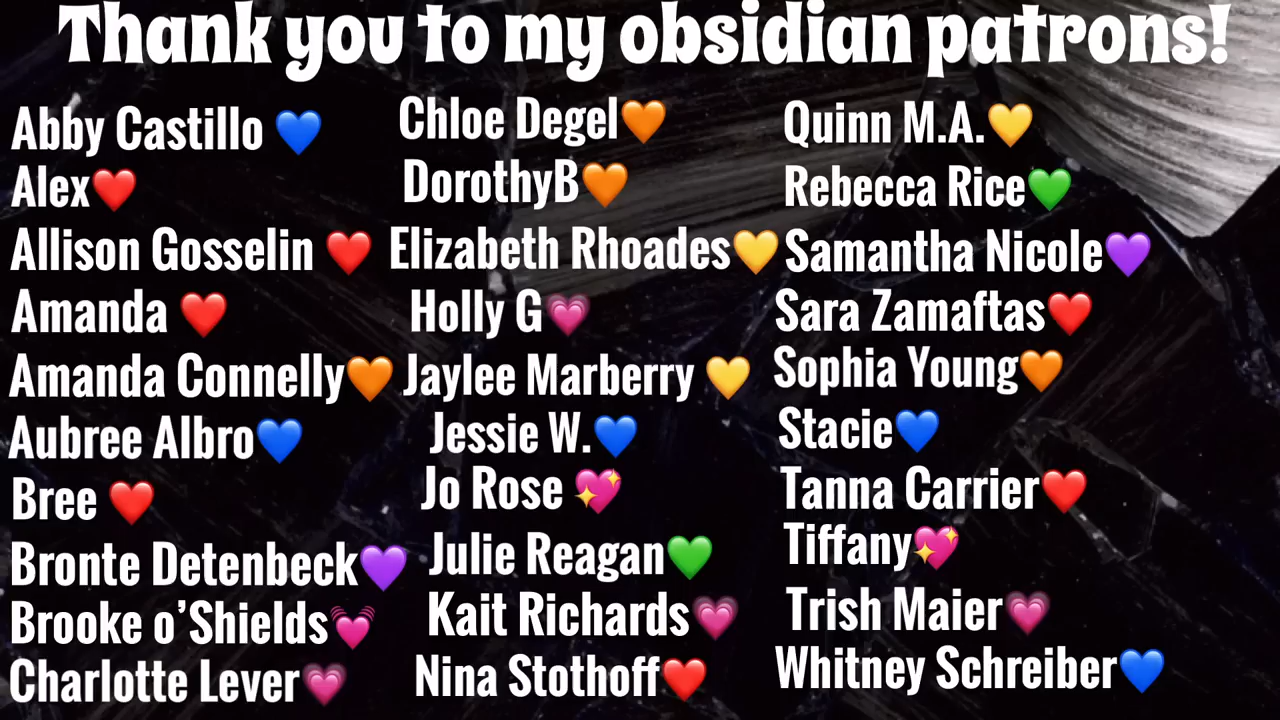 Thank you to my obsidian patrons!
Abby Castillo 💙
Alex❤️
Allison Gosselin ❤️
Amanda ❤️
Amanda Connelly🧡
Aubree Albro💙
Bree ❤️
Bronte Detenbeck💜
Brooke o’Shields💓
Charlotte Lever💗
Chloe Degel🧡
DorothyB🧡
Elizabeth Rhoades💛
Holly G💗
Jaylee Marberry 💛
Jessie W.💙
Jo Rose 💖
Julie Reagan💚
Kait Richards💗
Nina Stothoff❤️
Quinn M.A.💛
Rebecca Rice💚
Samantha Nicole💜
Sara Zamaftas❤️
Sophia Young🧡
Stacie💙
Tanna Carrier❤️
Tiffany💖
Trish Maier💗
Whitney Schreiber💙